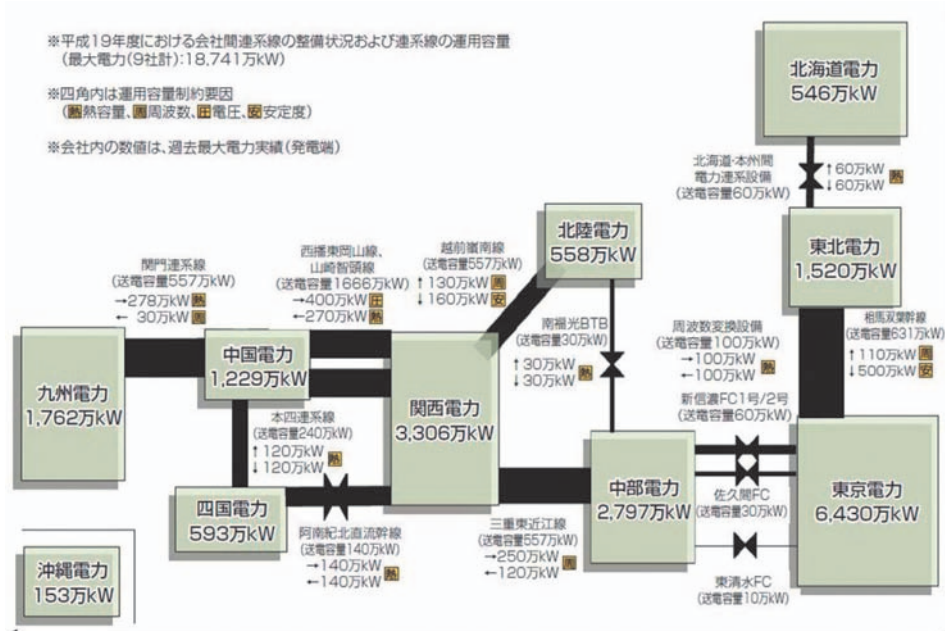 ※平成19年度における会社間連系線の整備状況および連系線の運用容量
(最大電力(9社計):18,741万kW)
※四角内は運用容量制約要因
(熱熱容量、周周波数、圧電圧、安安定度)
※会社内の数値は、過去最大電力実績(発電端)
北海道電力
546万kW
北海道·本州間
電力連系設備
(送電容量60万kW)
↑60万kW
↓60万kW
熱
東北電力
1,520万kW
北陸電力
558万kW
越前嶺南線
(送電容量557万kW)
↑130万kW周
↓160万kW安
西播東岡山線、
山崎智頭線
(送電容量1666万kW)
→400万kW圧
←270万kW熱
関門連系線
(送電容量557万kW)
→278万kW熱
← 30万kW周
九州電力
1,762万kW
中国電力
1,229万kW
関西電力
3,306万kW
南福光BTB
(送電容量30万kW)
↑30万kW
↓30万kW
熱
周波数変換設備
(送電容量100万kW)
→100万kW
←100万kW
熱
新信濃FC1号/2号
(送電容量60万kW)
相馬双葉幹線
(送電容量631万kW)
↑110万kW周
↓500万kW安
本四連系線
(送電容量240万kW)
↑120万kW
↓120万kW
熱
四国電力
593万kW
阿南紀北直流幹線
(送電容量140万kW)
→140万kW
←140万kW
熱
三重東近江線
(送電容量557万kW)
→250万kW
←120万kW
周
中部電力
2,797万kW
佐久間FC
(送電容量30万kW)
東清水FC
(送電容量10万kW)
東京電力
6,430万kW
沖縄電力
153万kW